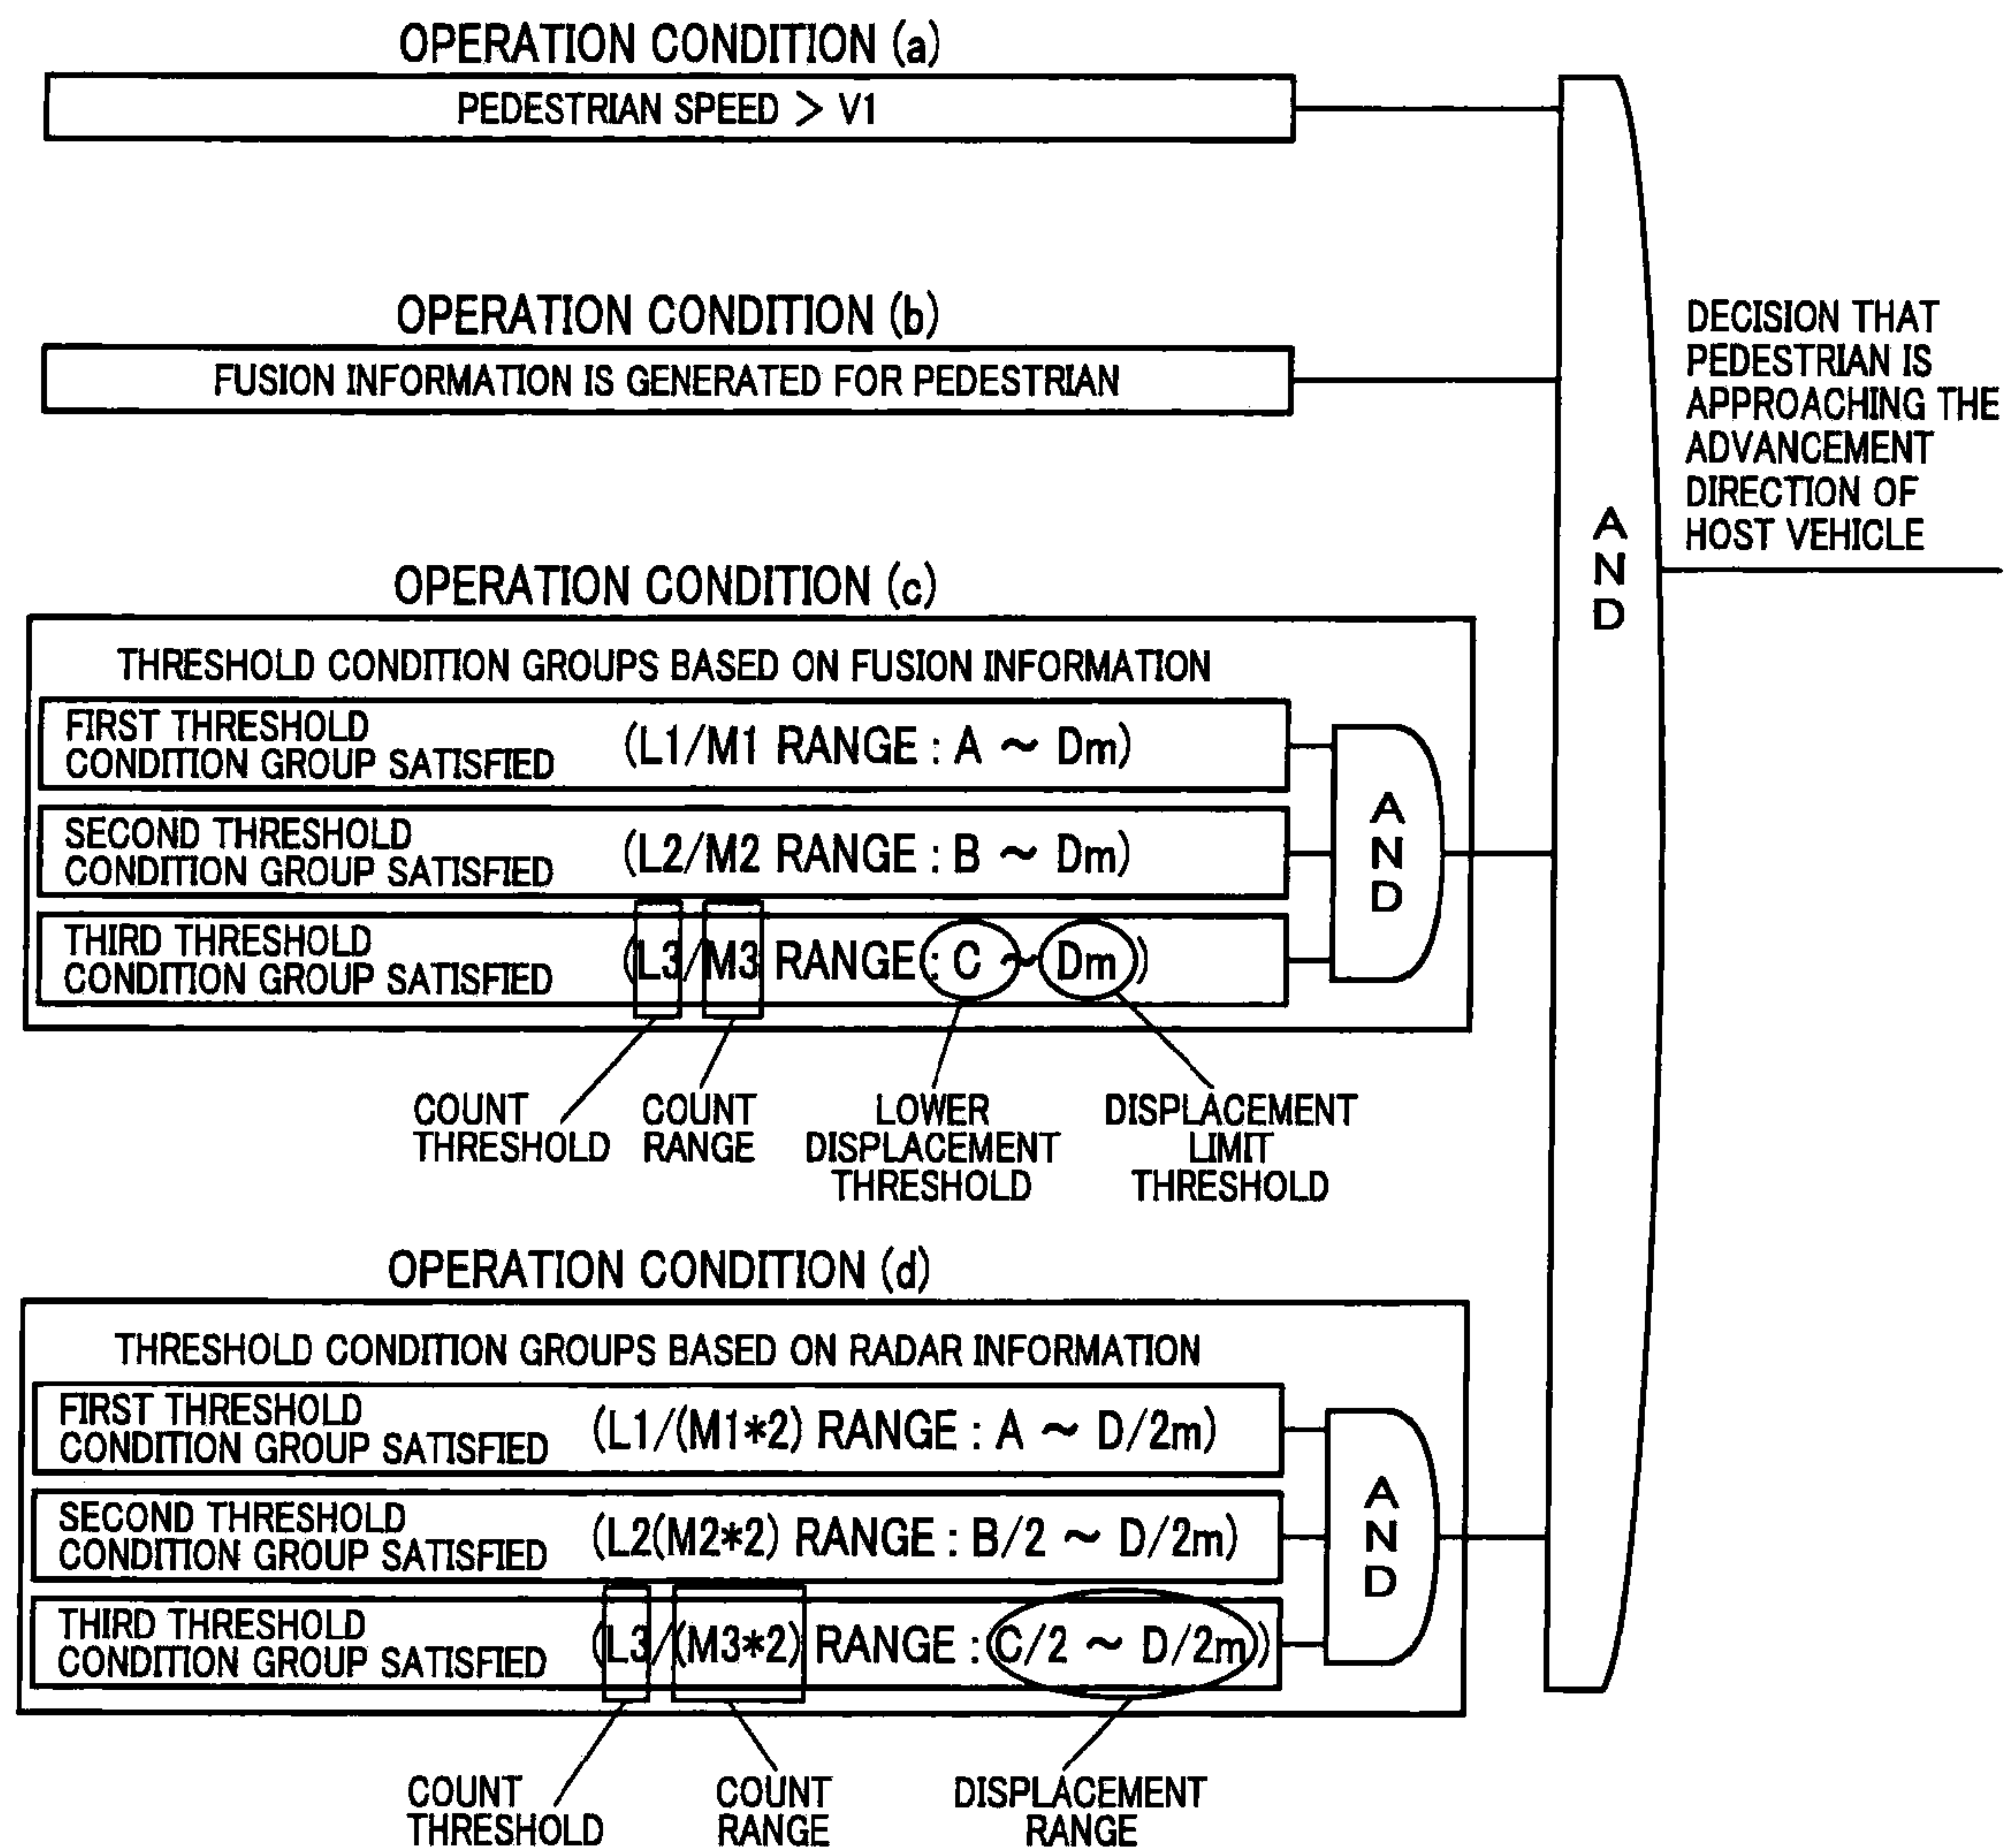 OPERATION CONDITION (a)
PEDESTRIAN SPEED > V1
OPERATION CONDITION (b)
FUSION INFORMATION IS GENERATED FOR PEDESTRIAN
OPERATION CONDITION (c)
THRESHOLD CONDITION GROUPS BASED ON FUSION INFORMATION
FIRST THRESHOLD
CONDITION GROUP SATISFIED
(L1/M1 RANGE : A ~ Dm)
SECOND THRESHOLD
CONDITION GROUP SATISFIED
(L2/M2 RANGE : B ~ Dm)
THIRD THRESHOLD
CONDITION GROUP SATISFIED
(L3/M3 RANGE : C ~ Dm)
AND
COUNT
THRESHOLD
COUNT
RANGE
LOWER
DISPLACEMENT
THRESHOLD
DISPLACEMENT
LIMIT
THRESHOLD
OPERATION CONDITION (d)
THRESHOLD CONDITION GROUPS BASED ON RADAR INFORMATION
FIRST THRESHOLD
CONDITION GROUP SATISFIED
(L1/(M1*2) RANGE : A ~ D/2m)
SECOND THRESHOLD
CONDITION GROUP SATISFIED
(L2(M2*2) RANGE : B/2 ~ D/2m)
THIRD THRESHOLD
CONDITION GROUP SATISFIED
(L3/(M3*2) RANGE : C/2 ~ D/2m)
AND
COUNT
THRESHOLD
COUNT
RANGE
DISPLACEMENT
RANGE
AND
DECISION THAT
PEDESTRIAN IS
APPROACHING THE
ADVANCEMENT
DIRECTION OF
HOST VEHICLE